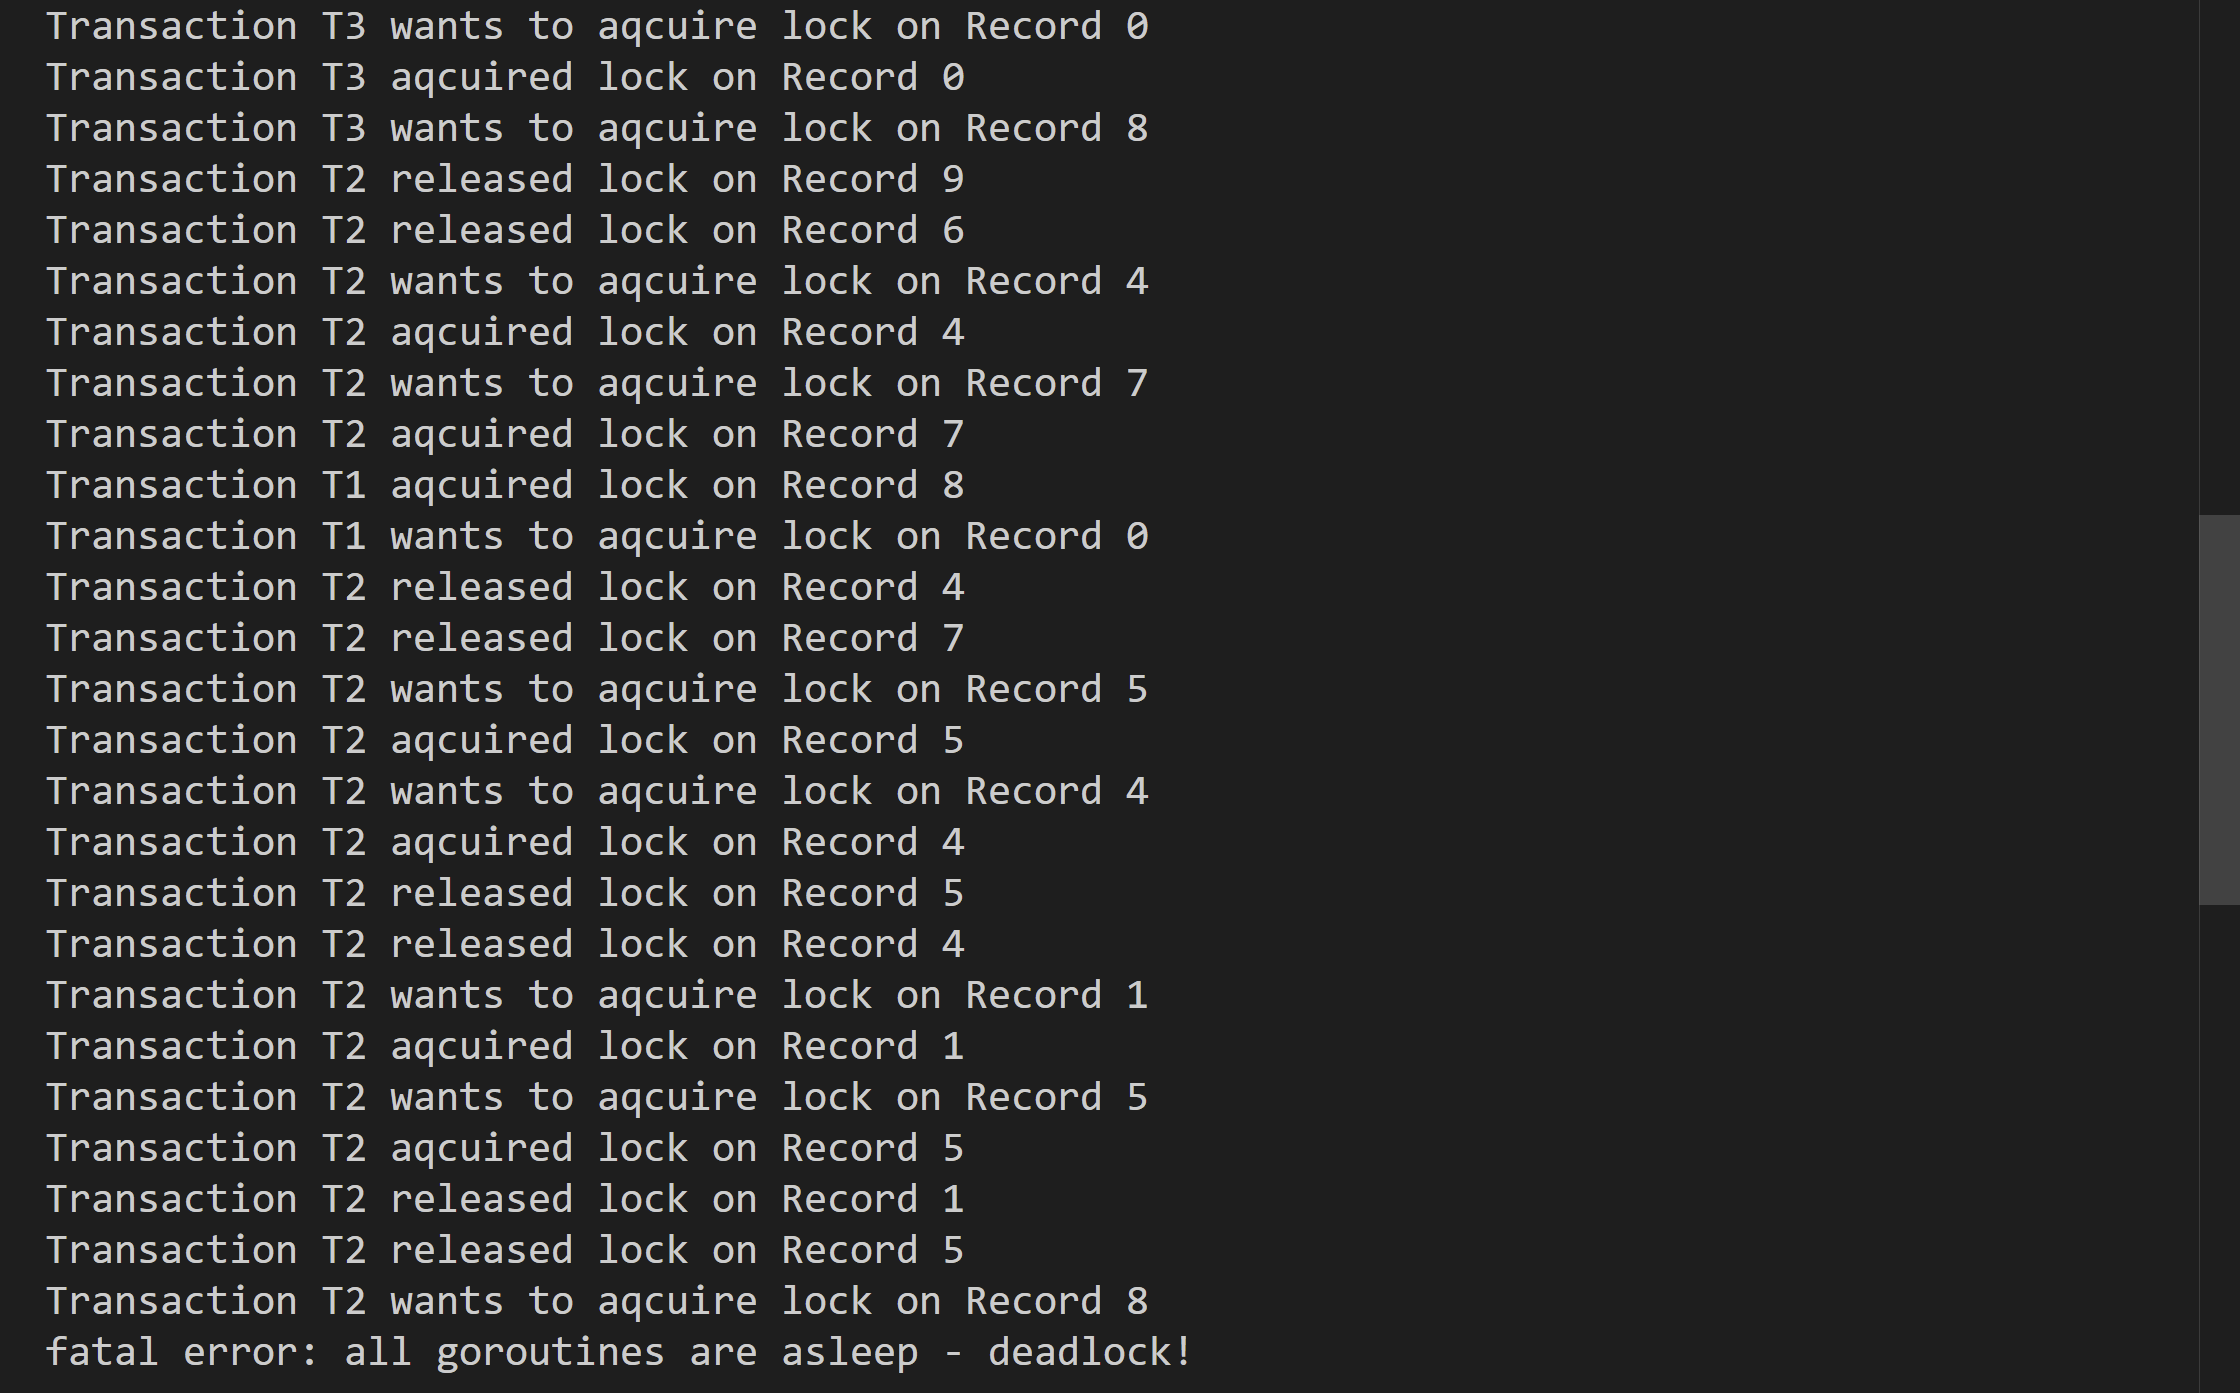 Transaction T3 wants to aqcuire lock on Record 0
Transaction T3 aqcuired lock on Record 0
Transaction T3 wants to aqcuire lock on Record 8
Transaction T2 released lock on Record 9
Transaction T2 released lock on Record 6
Transaction T2 wants to aqcuire lock on Record 4
Transaction T2 aqcuired lock on Record 4
Transaction T2 wants to aqcuire lock on Record 7
Transaction T2 aqcuired lock on Record 7
Transaction T1 aqcuired lock on Record 8
Transaction T1 wants to aqcuire lock on Record 0
Transaction T2 released lock on Record 4
Transaction T2 released lock on Record 7
Transaction T2 wants to aqcuire lock on Record 5
Transaction T2 aqcuired lock on Record 5
Transaction T2 wants to aqcuire lock on Record 4
Transaction T2 aqcuired lock on Record 4
Transaction T2 released lock on Record 5
Transaction T2 released lock on Record 4
Transaction T2 wants to aqcuire lock on Record 1
Transaction T2 aqcuired lock on Record 1
Transaction T2 wants to aqcuire lock on Record 5
Transaction T2 aqcuired lock on Record 5
Transaction T2 released lock on Record 1
Transaction T2 released lock on Record 5
Transaction T2 wants to aqcuire lock on Record 8
fatal error: all goroutines are asleep - deadlock!